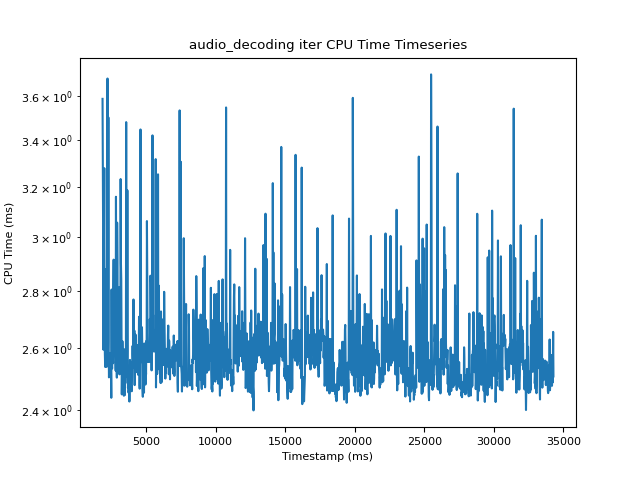 audio_decoding iter CPU Time Timeseries
CPU Time (ms)
3.6 × 10⁰
3.4 × 10⁰
3.2 × 10⁰
3 × 10⁰
2.8 × 10⁰
2.6 × 10⁰
2.4 × 10⁰
5000 10000 15000 20000 25000 30000 35000
Timestamp (ms)